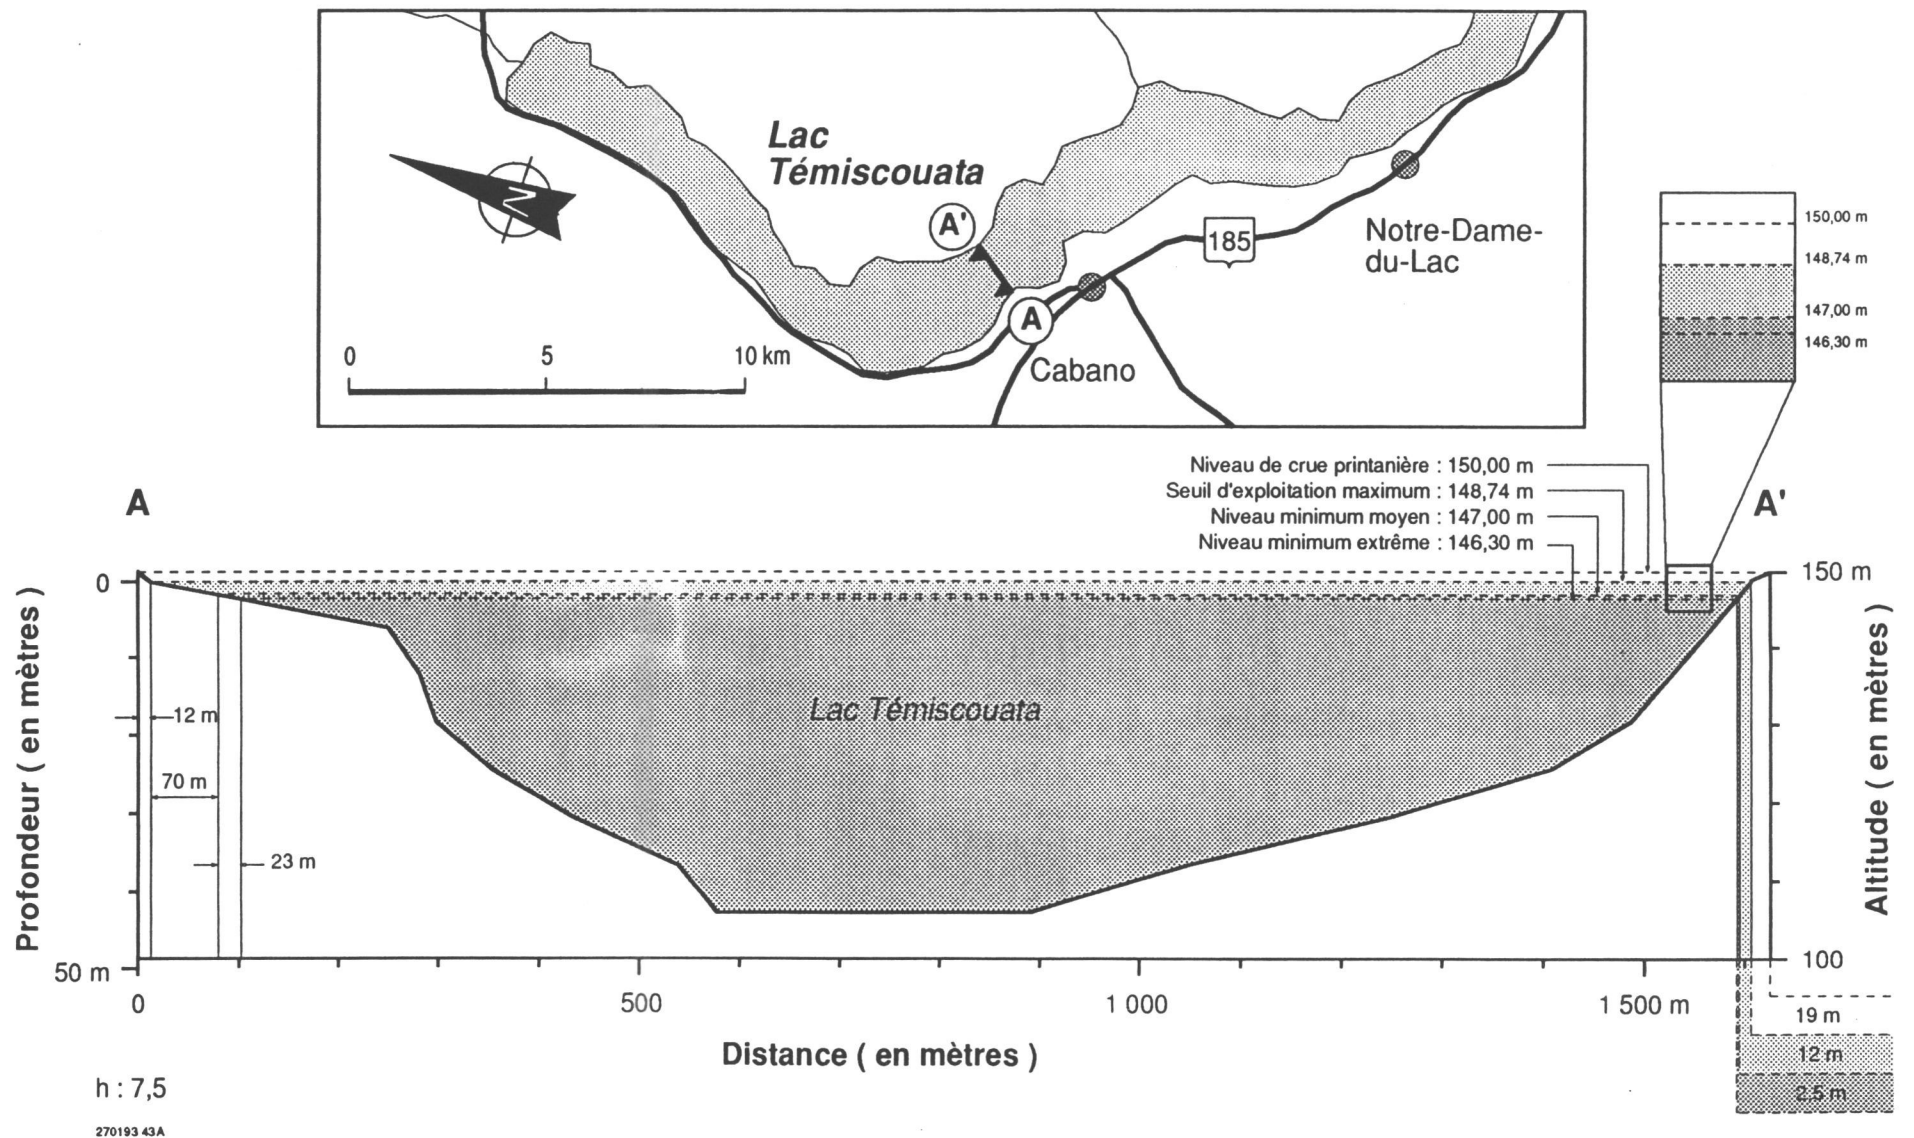 Lac
Témiscouata
A'
N
185
Notre-Dame-
du-Lac
A
Cabano
0 5 10 km
150,00 m
148,74 m
147,00 m
146,30 m
Niveau de crue printanière : 150,00 m
Seuil d'exploitation maximum : 148,74 m
Niveau minimum moyen : 147,00 m
Niveau minimum extrême : 146,30 m
A
A'
0
150 m
Profondeur ( en mètres )
Altitude ( en mètres )
Lac Témiscouata
12 m
70 m
23 m
50 m
100
0 500 1 000 1 500 m
19 m
12 m
2.5 m
Distance ( en mètres )
h : 7,5
270193 43A